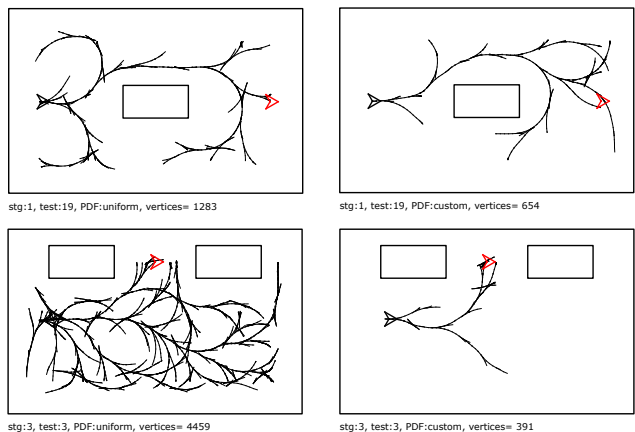 stg:1, test:19, PDF:uniform, vertices= 1283
stg:1, test:19, PDF:custom, vertices= 654
stg:3, test:3, PDF:uniform, vertices= 4459
stg:3, test:3, PDF:custom, vertices= 391